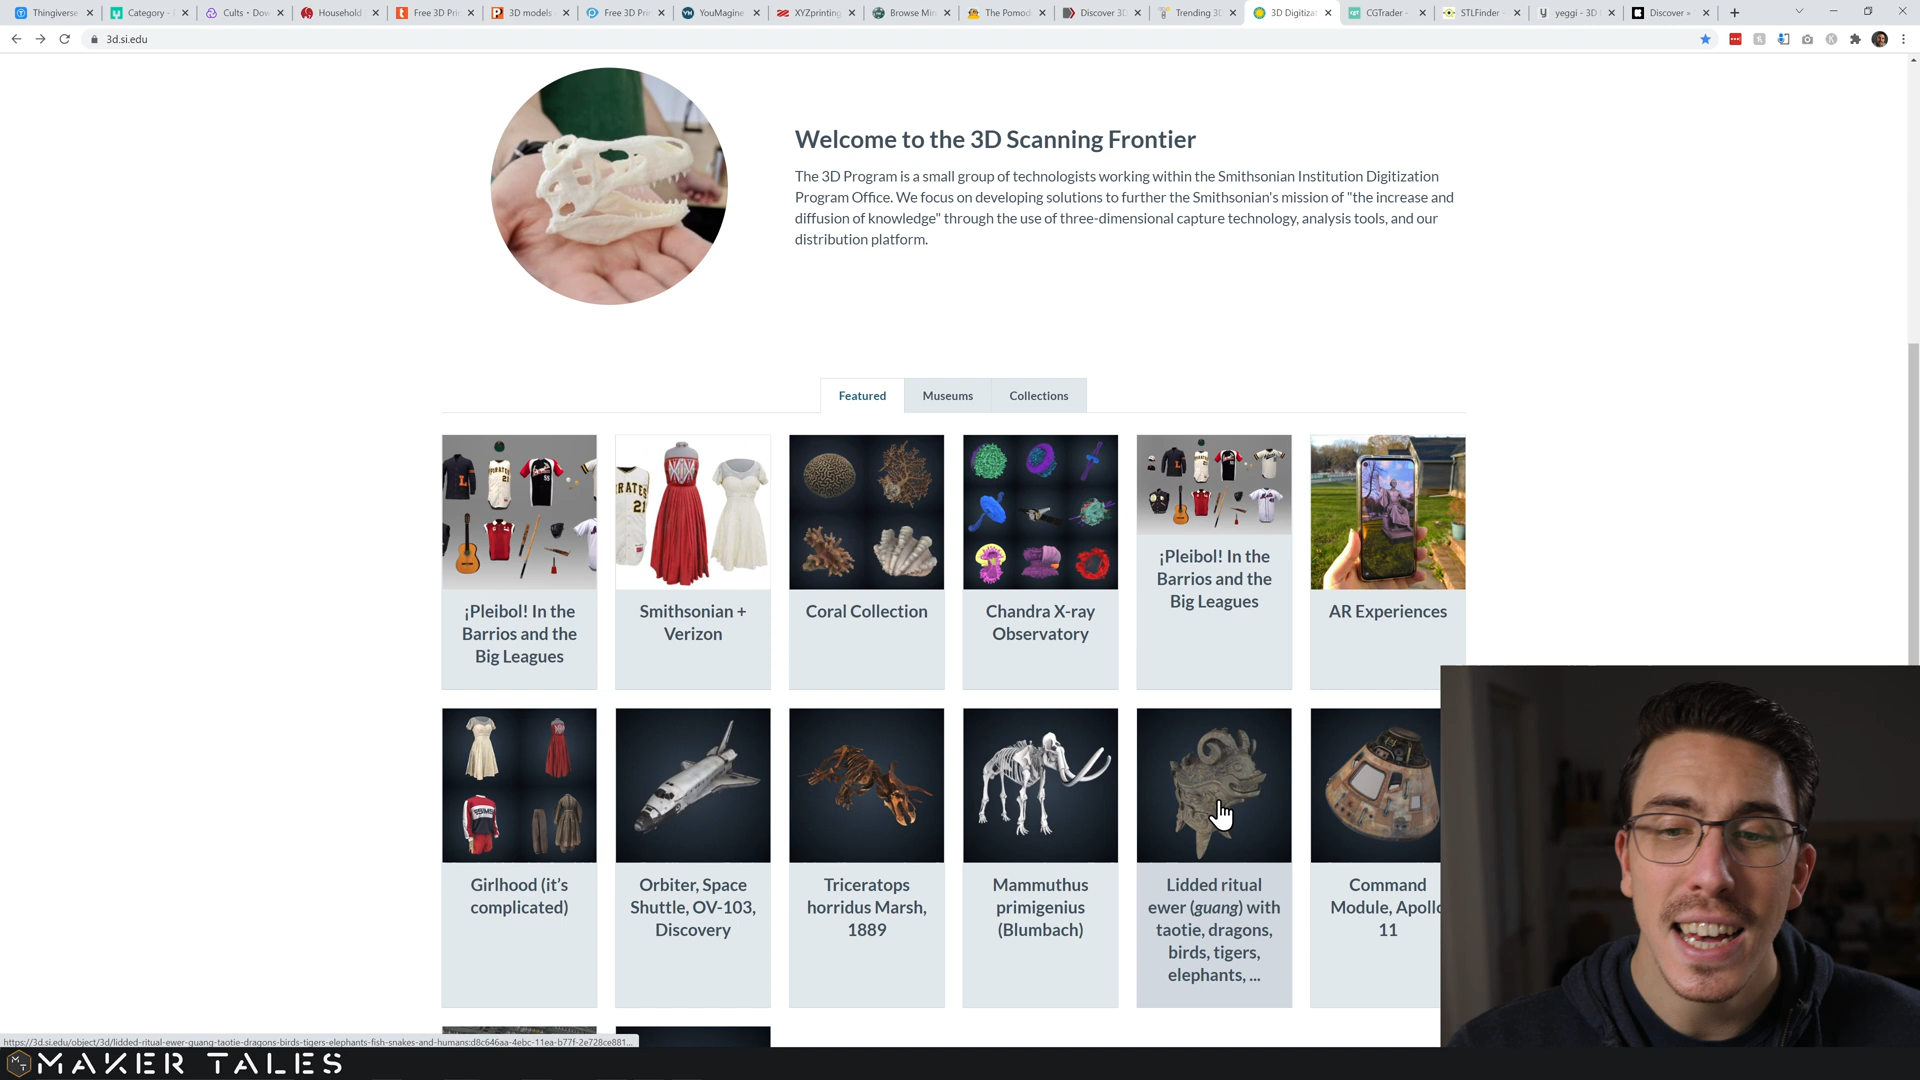 Thingiverse
Category -
Cults • Dow
Household
Free 3D Pri
3D models
Free 3D Pri
YouMagine
XYZprinting
Browse Min
The Pomod
Discover 3D
Trending 3D
3D Digitiza
CGTrader -
STLFinder
yeggi - 3D
Discover »
3d.si.edu
Welcome to the 3D Scanning Frontier
The 3D Program is a small group of technologists working within the Smithsonian Institution Digitization
Program Office. We focus on developing solutions to further the Smithsonian's mission of "the increase and
diffusion of knowledge" through the use of three-dimensional capture technology, analysis tools, and our
distribution platform.
Featured
Museums
Collections
¡Pleibol! In the
Barrios and the
Big Leagues
Smithsonian +
Verizon
Coral Collection
Chandra X-ray
Observatory
¡Pleibol! In the
Barrios and the
Big Leagues
AR Experiences
Girlhood (it's
complicated)
Orbiter, Space
Shuttle, OV-103,
Discovery
Triceratops
horridus Marsh,
1889
Mammuthus
primigenius
(Blumbach)
Lidded ritual
ewer (guang) with
taotie, dragons,
birds, tigers,
elephants, ...
Command
Module, Apollo
11
https://3d.si.edu/object/3d/lidded-ritual-ewer-guang-taotie-dragons-birds-tigers-elephants-fish-snakes-and-humans:d8c646aa-4ebc-11ea-b77f-2e728ce881...
MAKER TALES